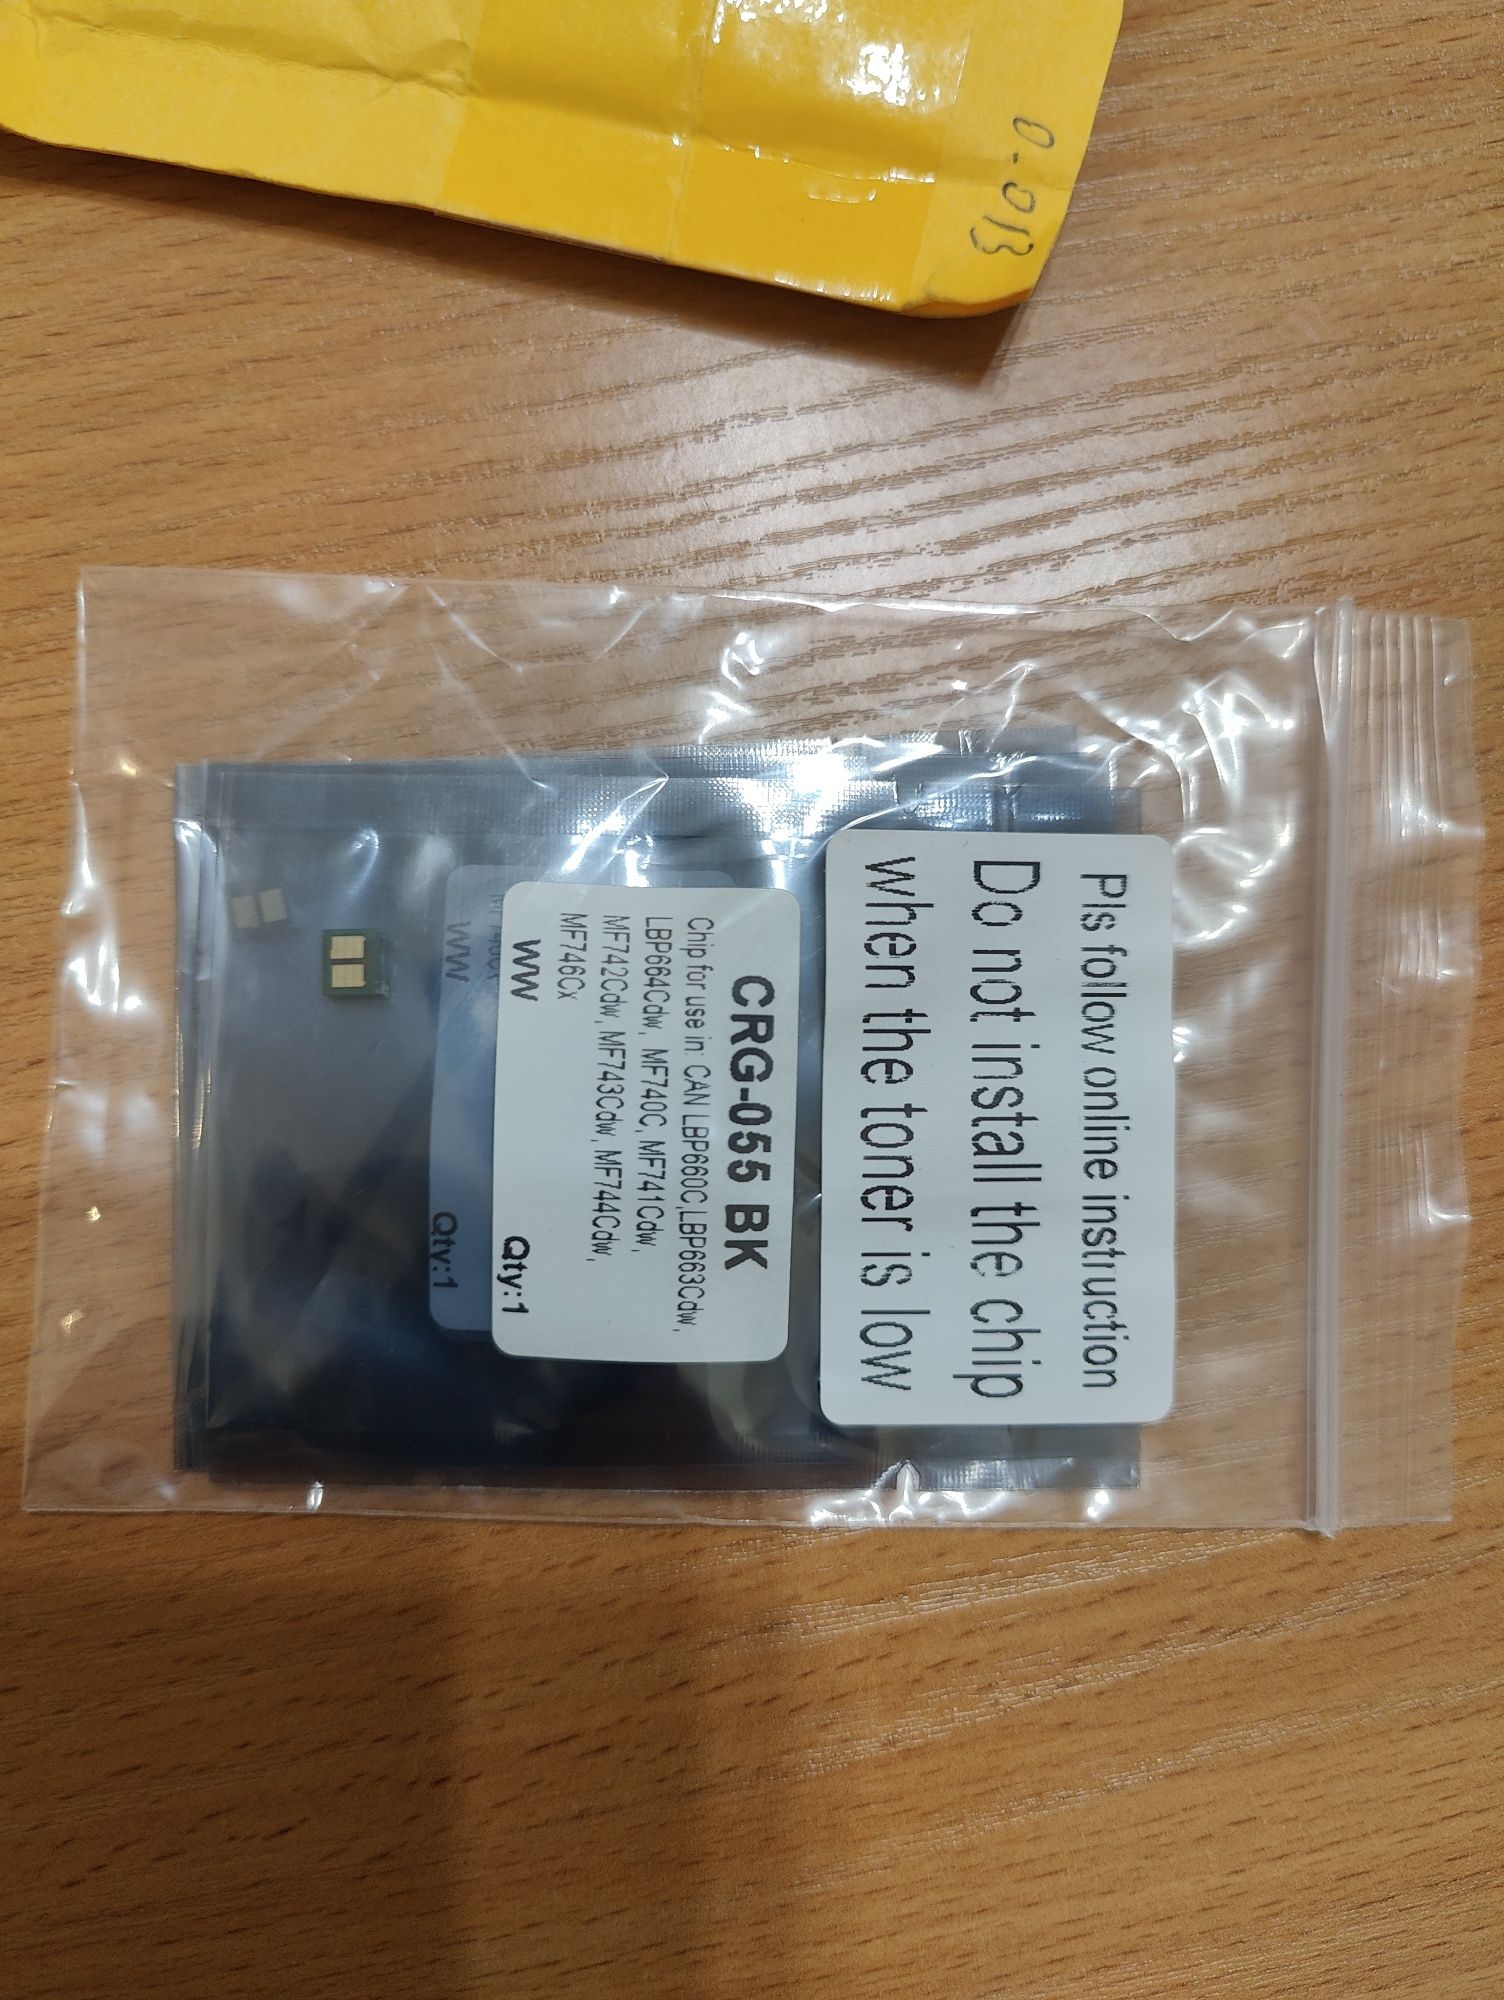 0-013
Pls follow online instruction
Do not install the chip
when the toner is low
CRG-055 BK
Chip for use in: CAN LBP660C,LBP663Cdw,
LBP664Cdw, MF740C, MF741Cdw,
MF742Cdw, MF743Cdw, MF744Cdw,
MF746Cx
WW Qty:1
WW Qty:1